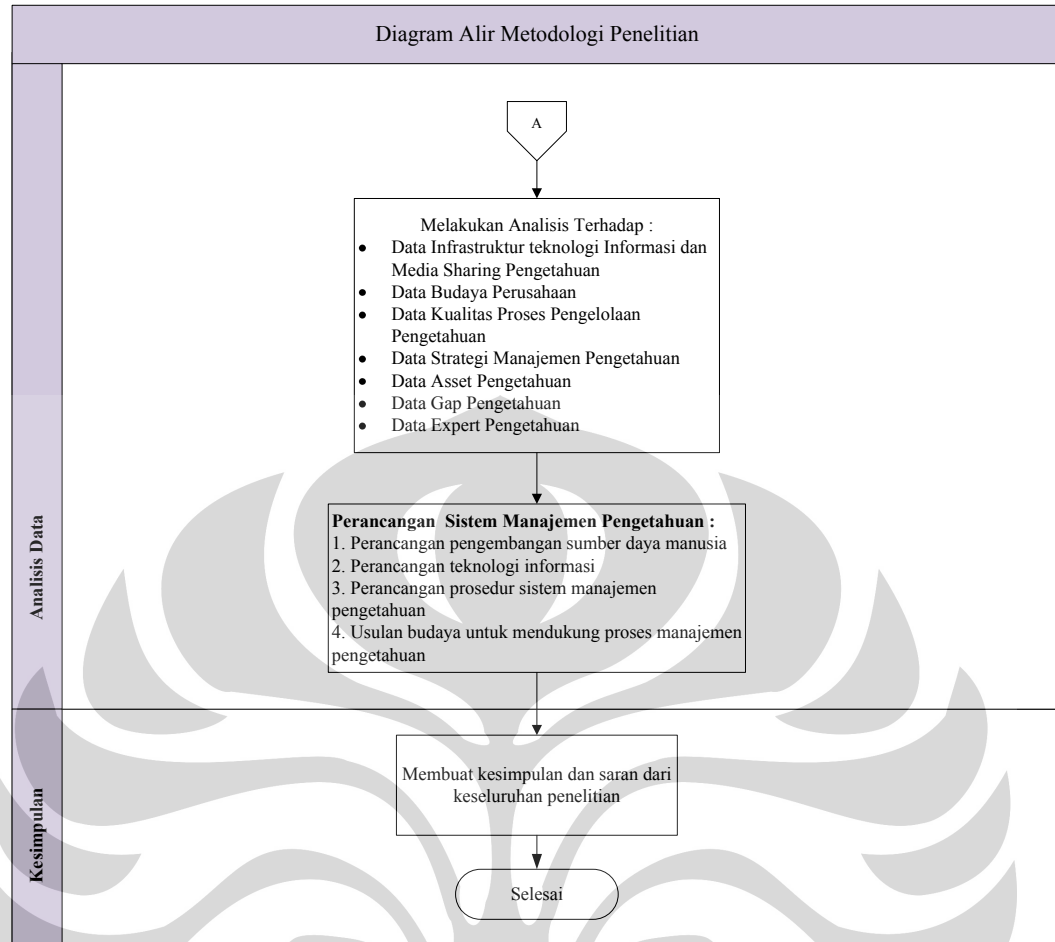 Diagram Alir Metodologi Penelitian
A
Melakukan Analisis Terhadap :
• Data Infrastruktur teknologi Informasi dan
Media Sharing Pengetahuan
• Data Budaya Perusahaan
• Data Kualitas Proses Pengelolaan
Pengetahuan
• Data Strategi Manajemen Pengetahuan
• Data Asset Pengetahuan
• Data Gap Pengetahuan
• Data Expert Pengetahuan
Analisis Data
Perancangan Sistem Manajemen Pengetahuan :
1. Perancangan pengembangan sumber daya manusia
2. Perancangan teknologi informasi
3. Perancangan prosedur sistem manajemen
pengetahuan
4. Usulan budaya untuk mendukung proses manajemen
pengetahuan
Kesimpulan
Membuat kesimpulan dan saran dari
keseluruhan penelitian
Selesai